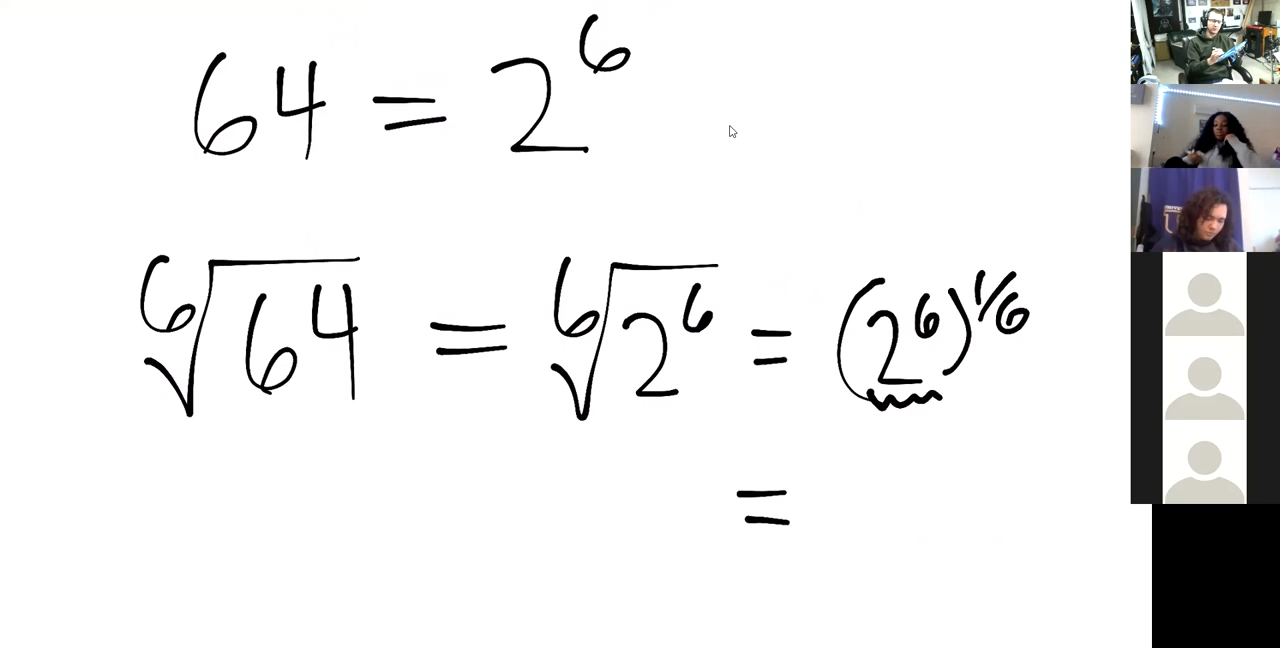 64 = 2⁶
⁶√64 = ⁶√2⁶ = (2⁶)^1/6
=